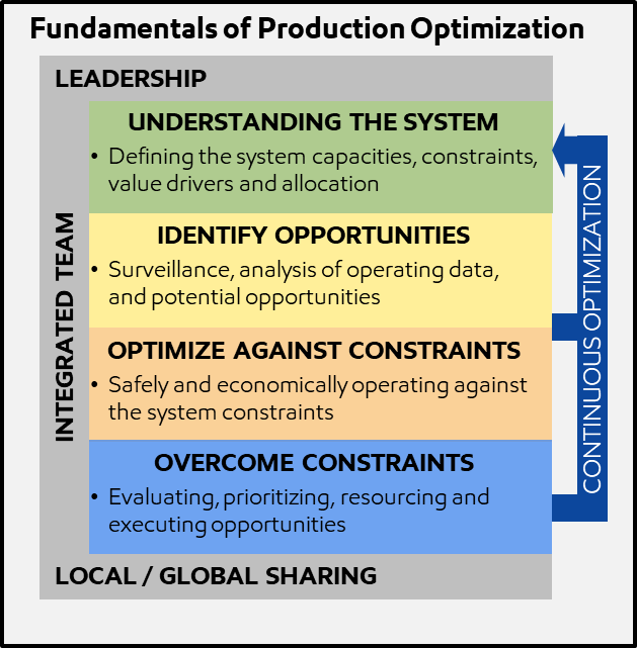 Fundamentals of Production Optimization
LEADERSHIP
UNDERSTANDING THE SYSTEM
• Defining the system capacities, constraints,
value drivers and allocation
IDENTIFY OPPORTUNITIES
• Surveillance, analysis of operating data,
and potential opportunities
OPTIMIZE AGAINST CONSTRAINTS
• Safely and economically operating against
the system constraints
OVERCOME CONSTRAINTS
• Evaluating, prioritizing, resourcing and
executing opportunities
INTEGRATED TEAM
CONTINUOUS OPTIMIZATION
LOCAL / GLOBAL SHARING